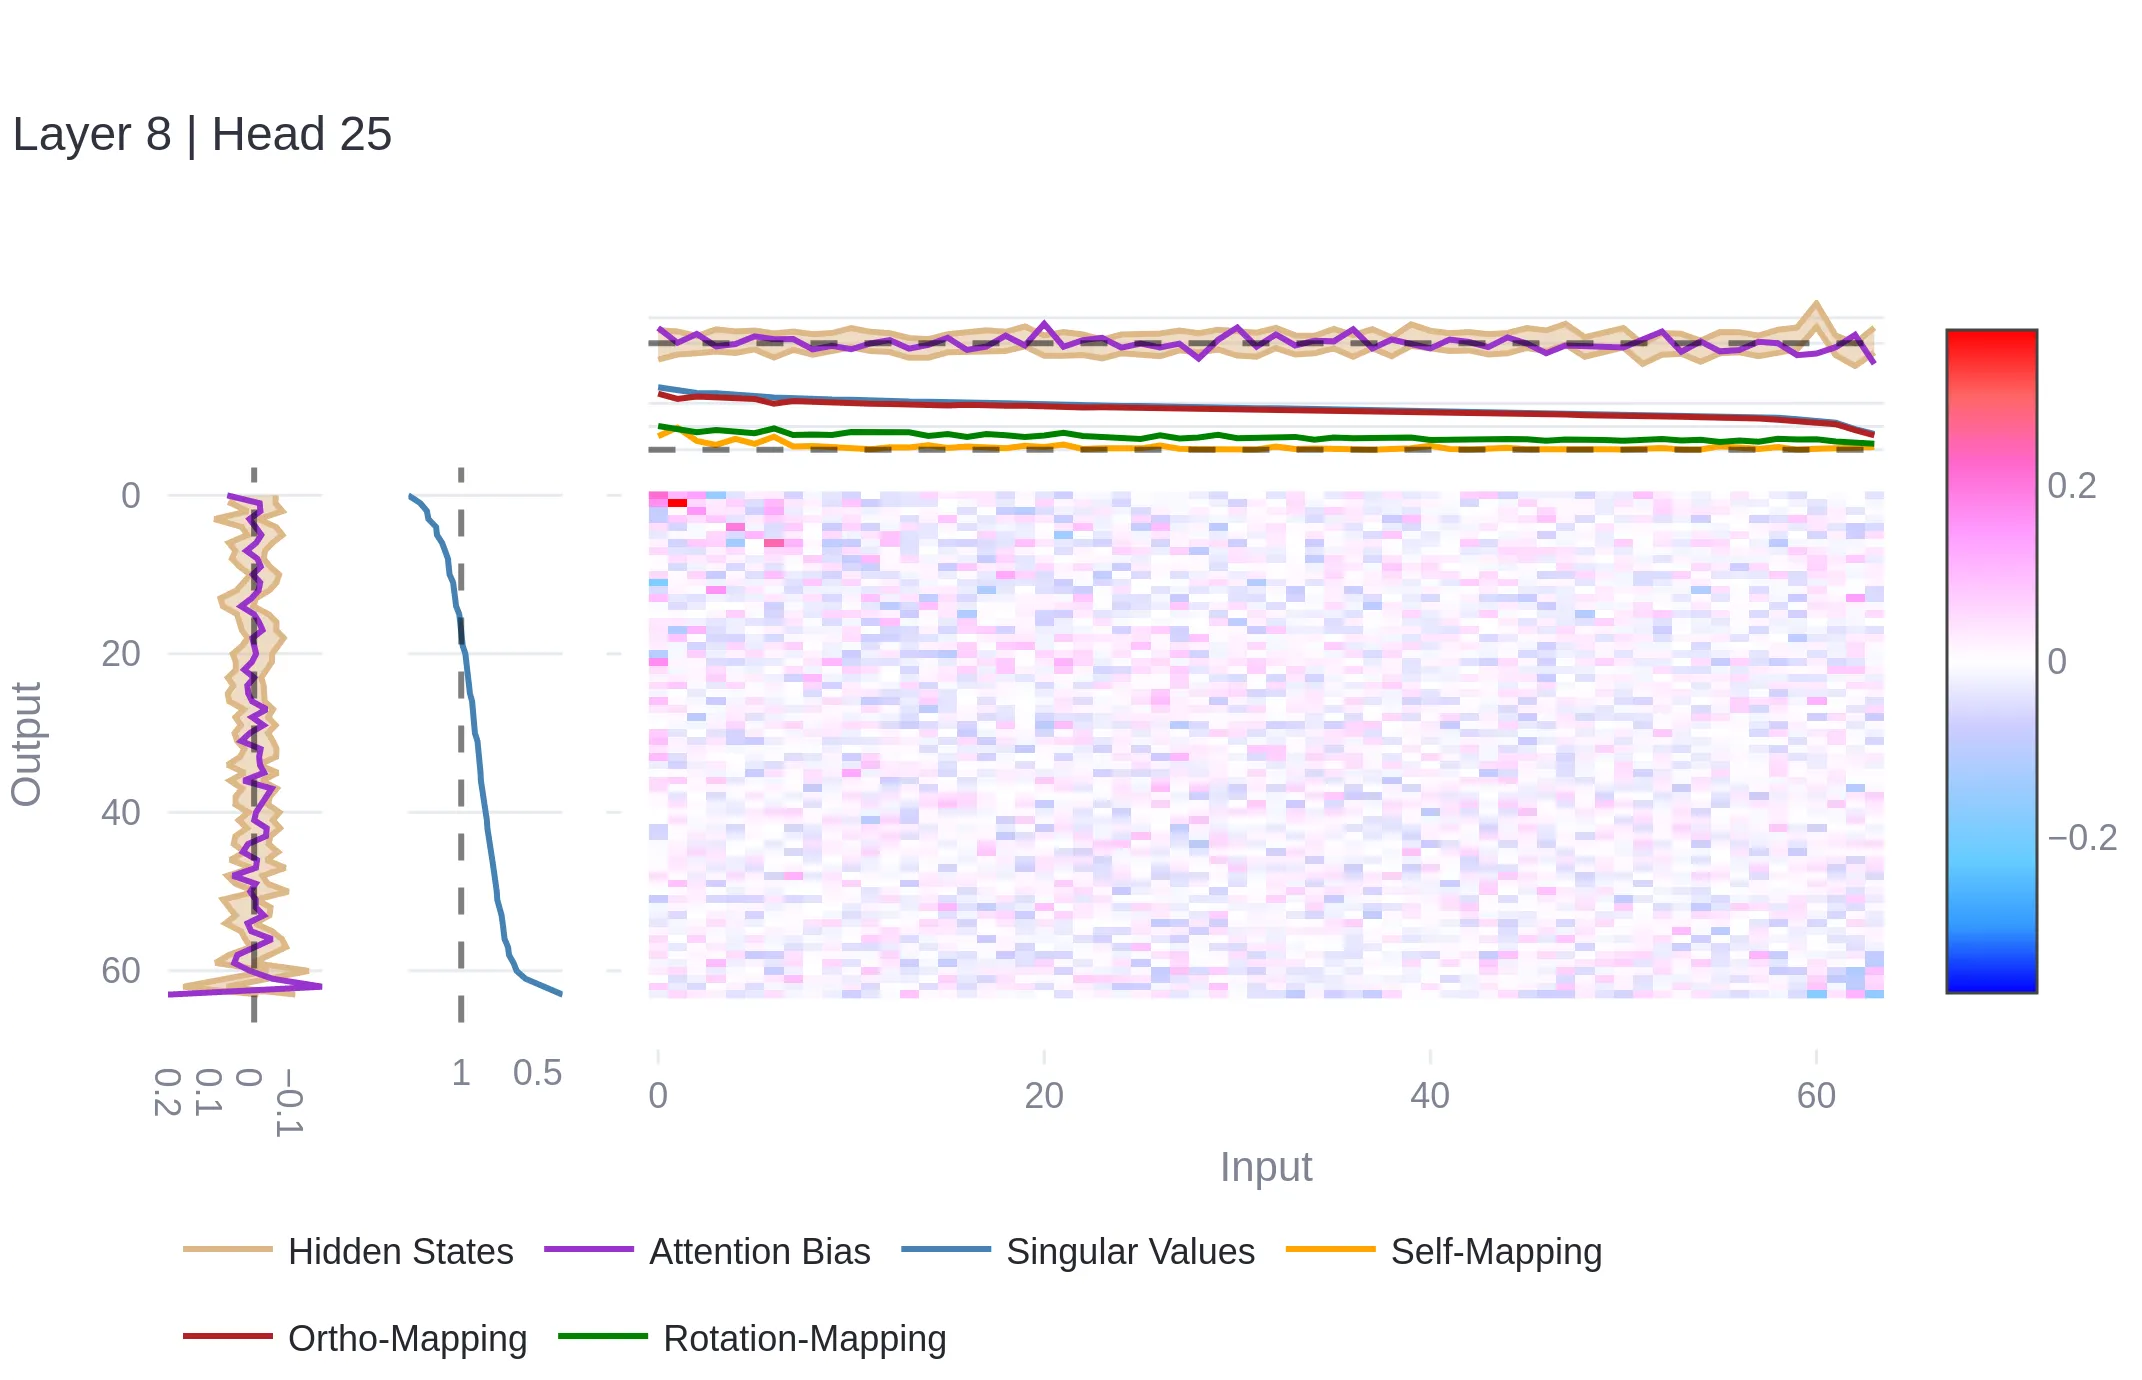 Layer 8 | Head 25
0
20
40
60
Output
0.2
0.1
0
−0.1
1
0.5
0
20
40
60
Input
0.2
0
−0.2
Hidden States
Attention Bias
Singular Values
Self-Mapping
Ortho-Mapping
Rotation-Mapping